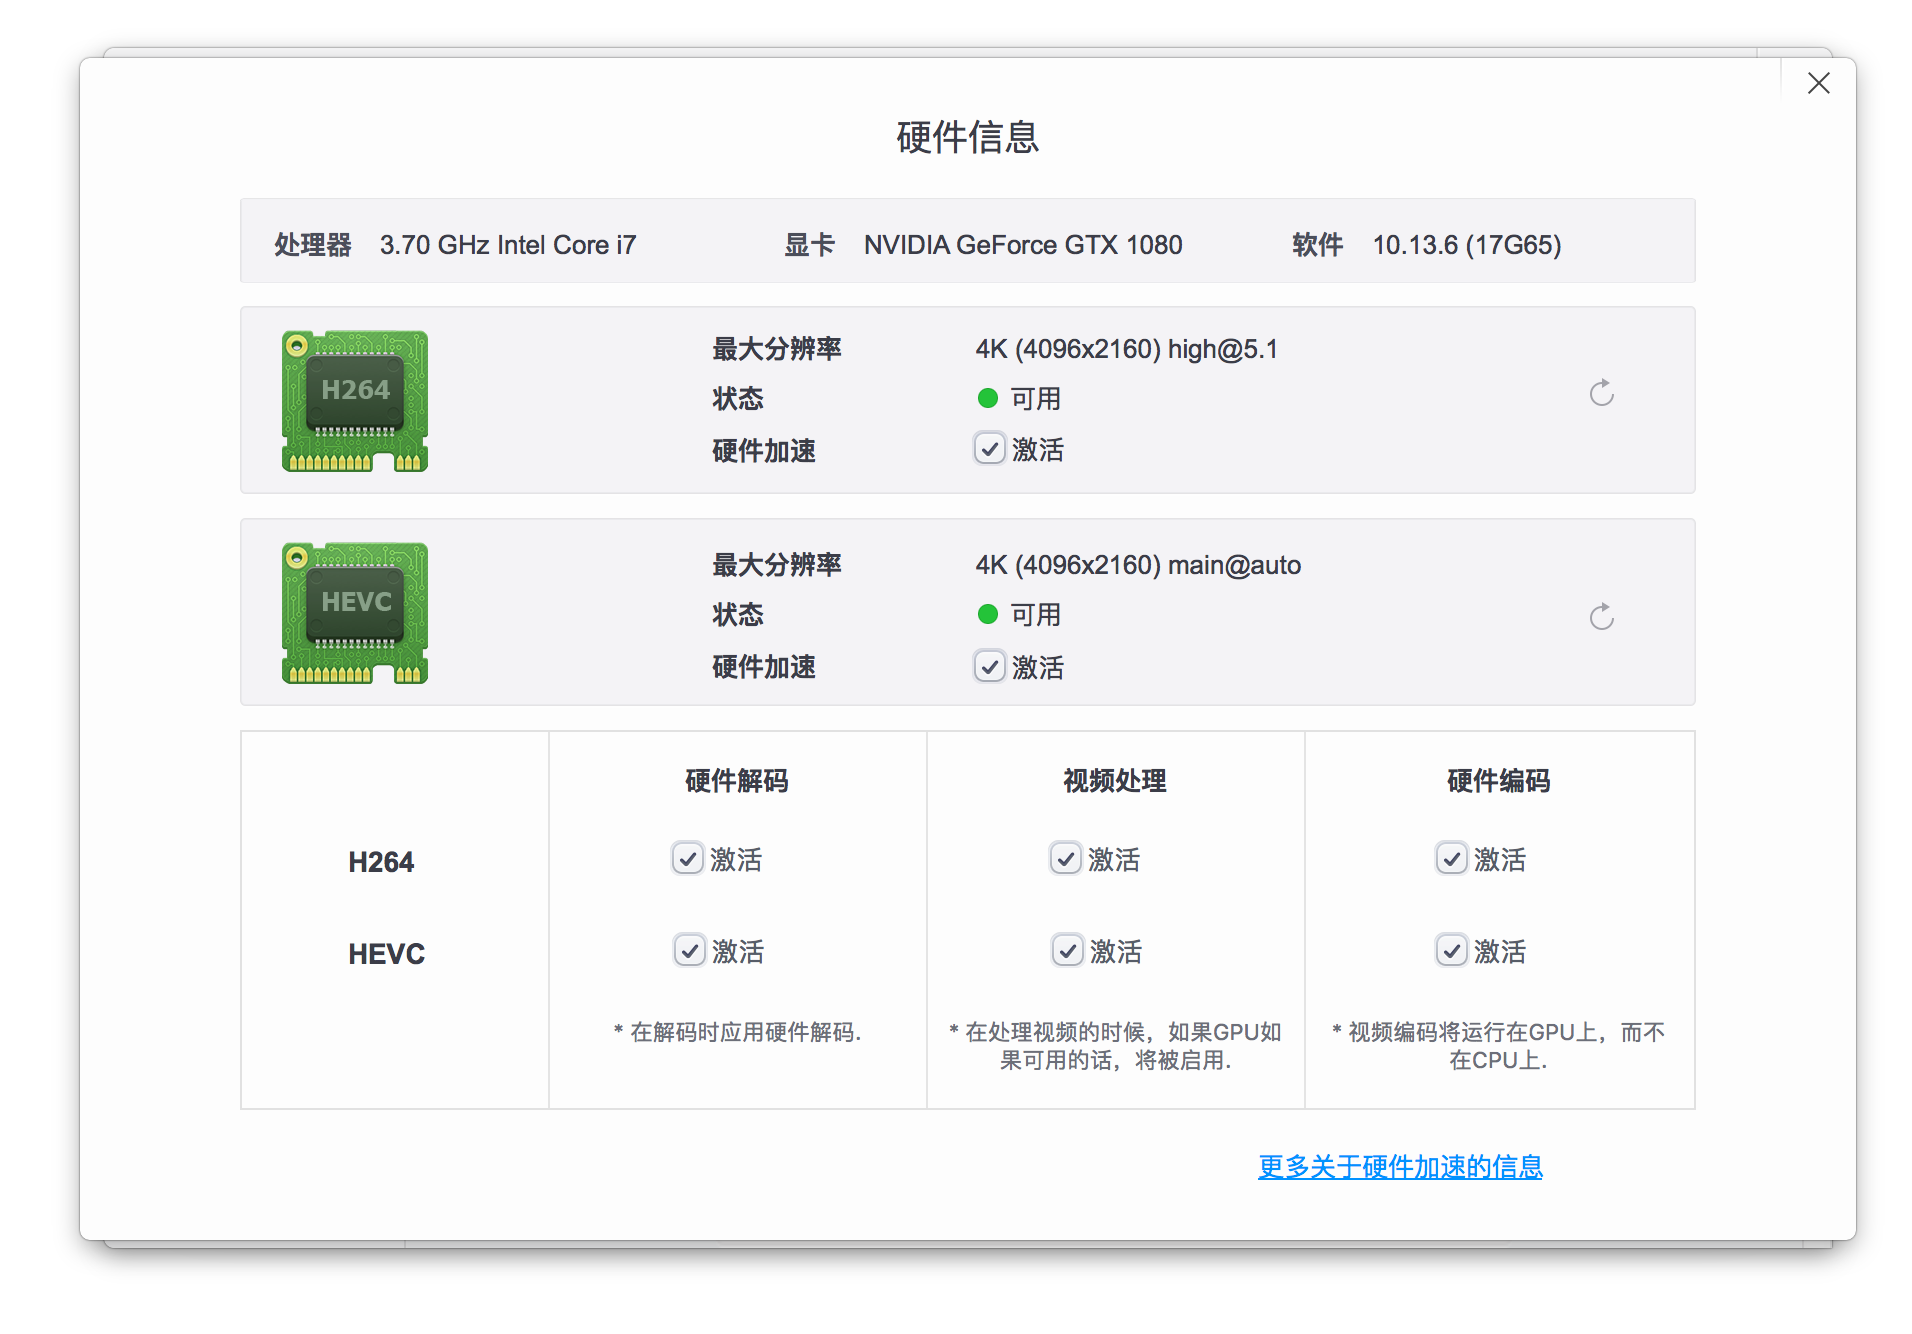 硬件信息
处理器 3.70 GHz Intel Core i7 显卡 NVIDIA GeForce GTX 1080 软件 10.13.6 (17G65)
H264
最大分辨率 4K (4096x2160) high@5.1
状态 可用
硬件加速 激活
HEVC
最大分辨率 4K (4096x2160) main@auto
状态 可用
硬件加速 激活
硬件解码 视频处理 硬件编码
H264 激活 激活 激活
HEVC 激活 激活 激活
* 在解码时应用硬件解码.
* 在处理视频的时候，如果GPU如
果可用的话，将被启用.
* 视频编码将运行在GPU上，而不
在CPU上.
更多关于硬件加速的信息